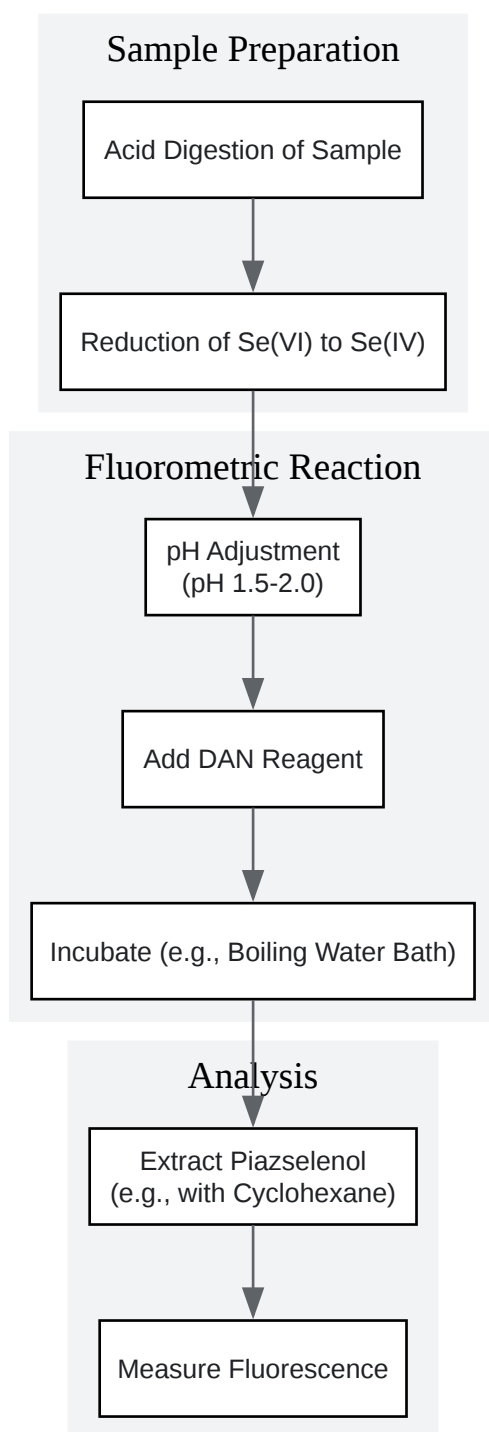 Sample Preparation
Acid Digestion of Sample
Reduction of Se(VI) to Se(IV)
Fluorometric Reaction
pH Adjustment
(pH 1.5-2.0)
Add DAN Reagent
Incubate (e.g., Boiling Water Bath)
Analysis
Extract Piazselenol
(e.g., with Cyclohexane)
Measure Fluorescence